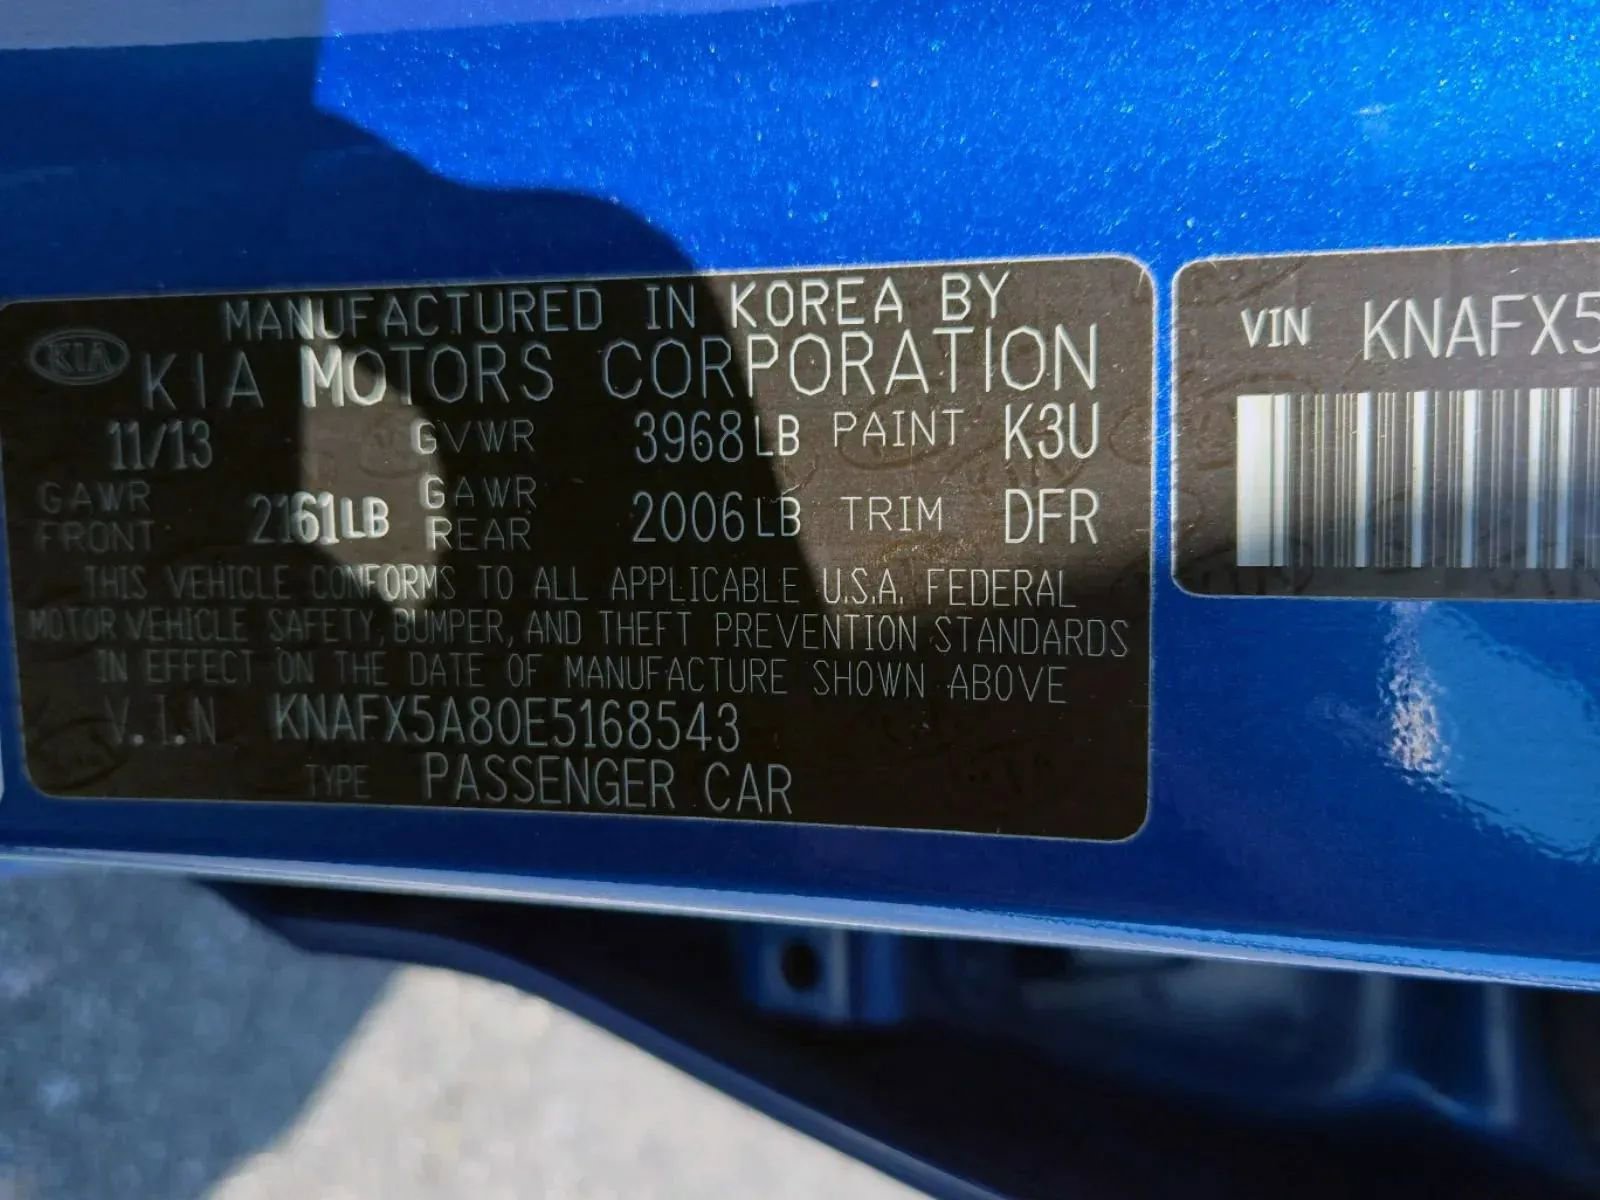 MANUFACTURED IN KOREA BY
KIA KIA MOTORS CORPORATION
11/13 GVWR 3968LB PAINT K3U
GAWR FRONT 2161LB GAWR REAR 2006LB TRIM DFR
THIS VEHICLE CONFORMS TO ALL APPLICABLE U.S.A. FEDERAL
MOTOR VEHICLE SAFETY, BUMPER, AND THEFT PREVENTION STANDARDS
IN EFFECT ON THE DATE OF MANUFACTURE SHOWN ABOVE
V.I.N KNAFX5A80E5168543
TYPE PASSENGER CAR
VIN KNAFX5